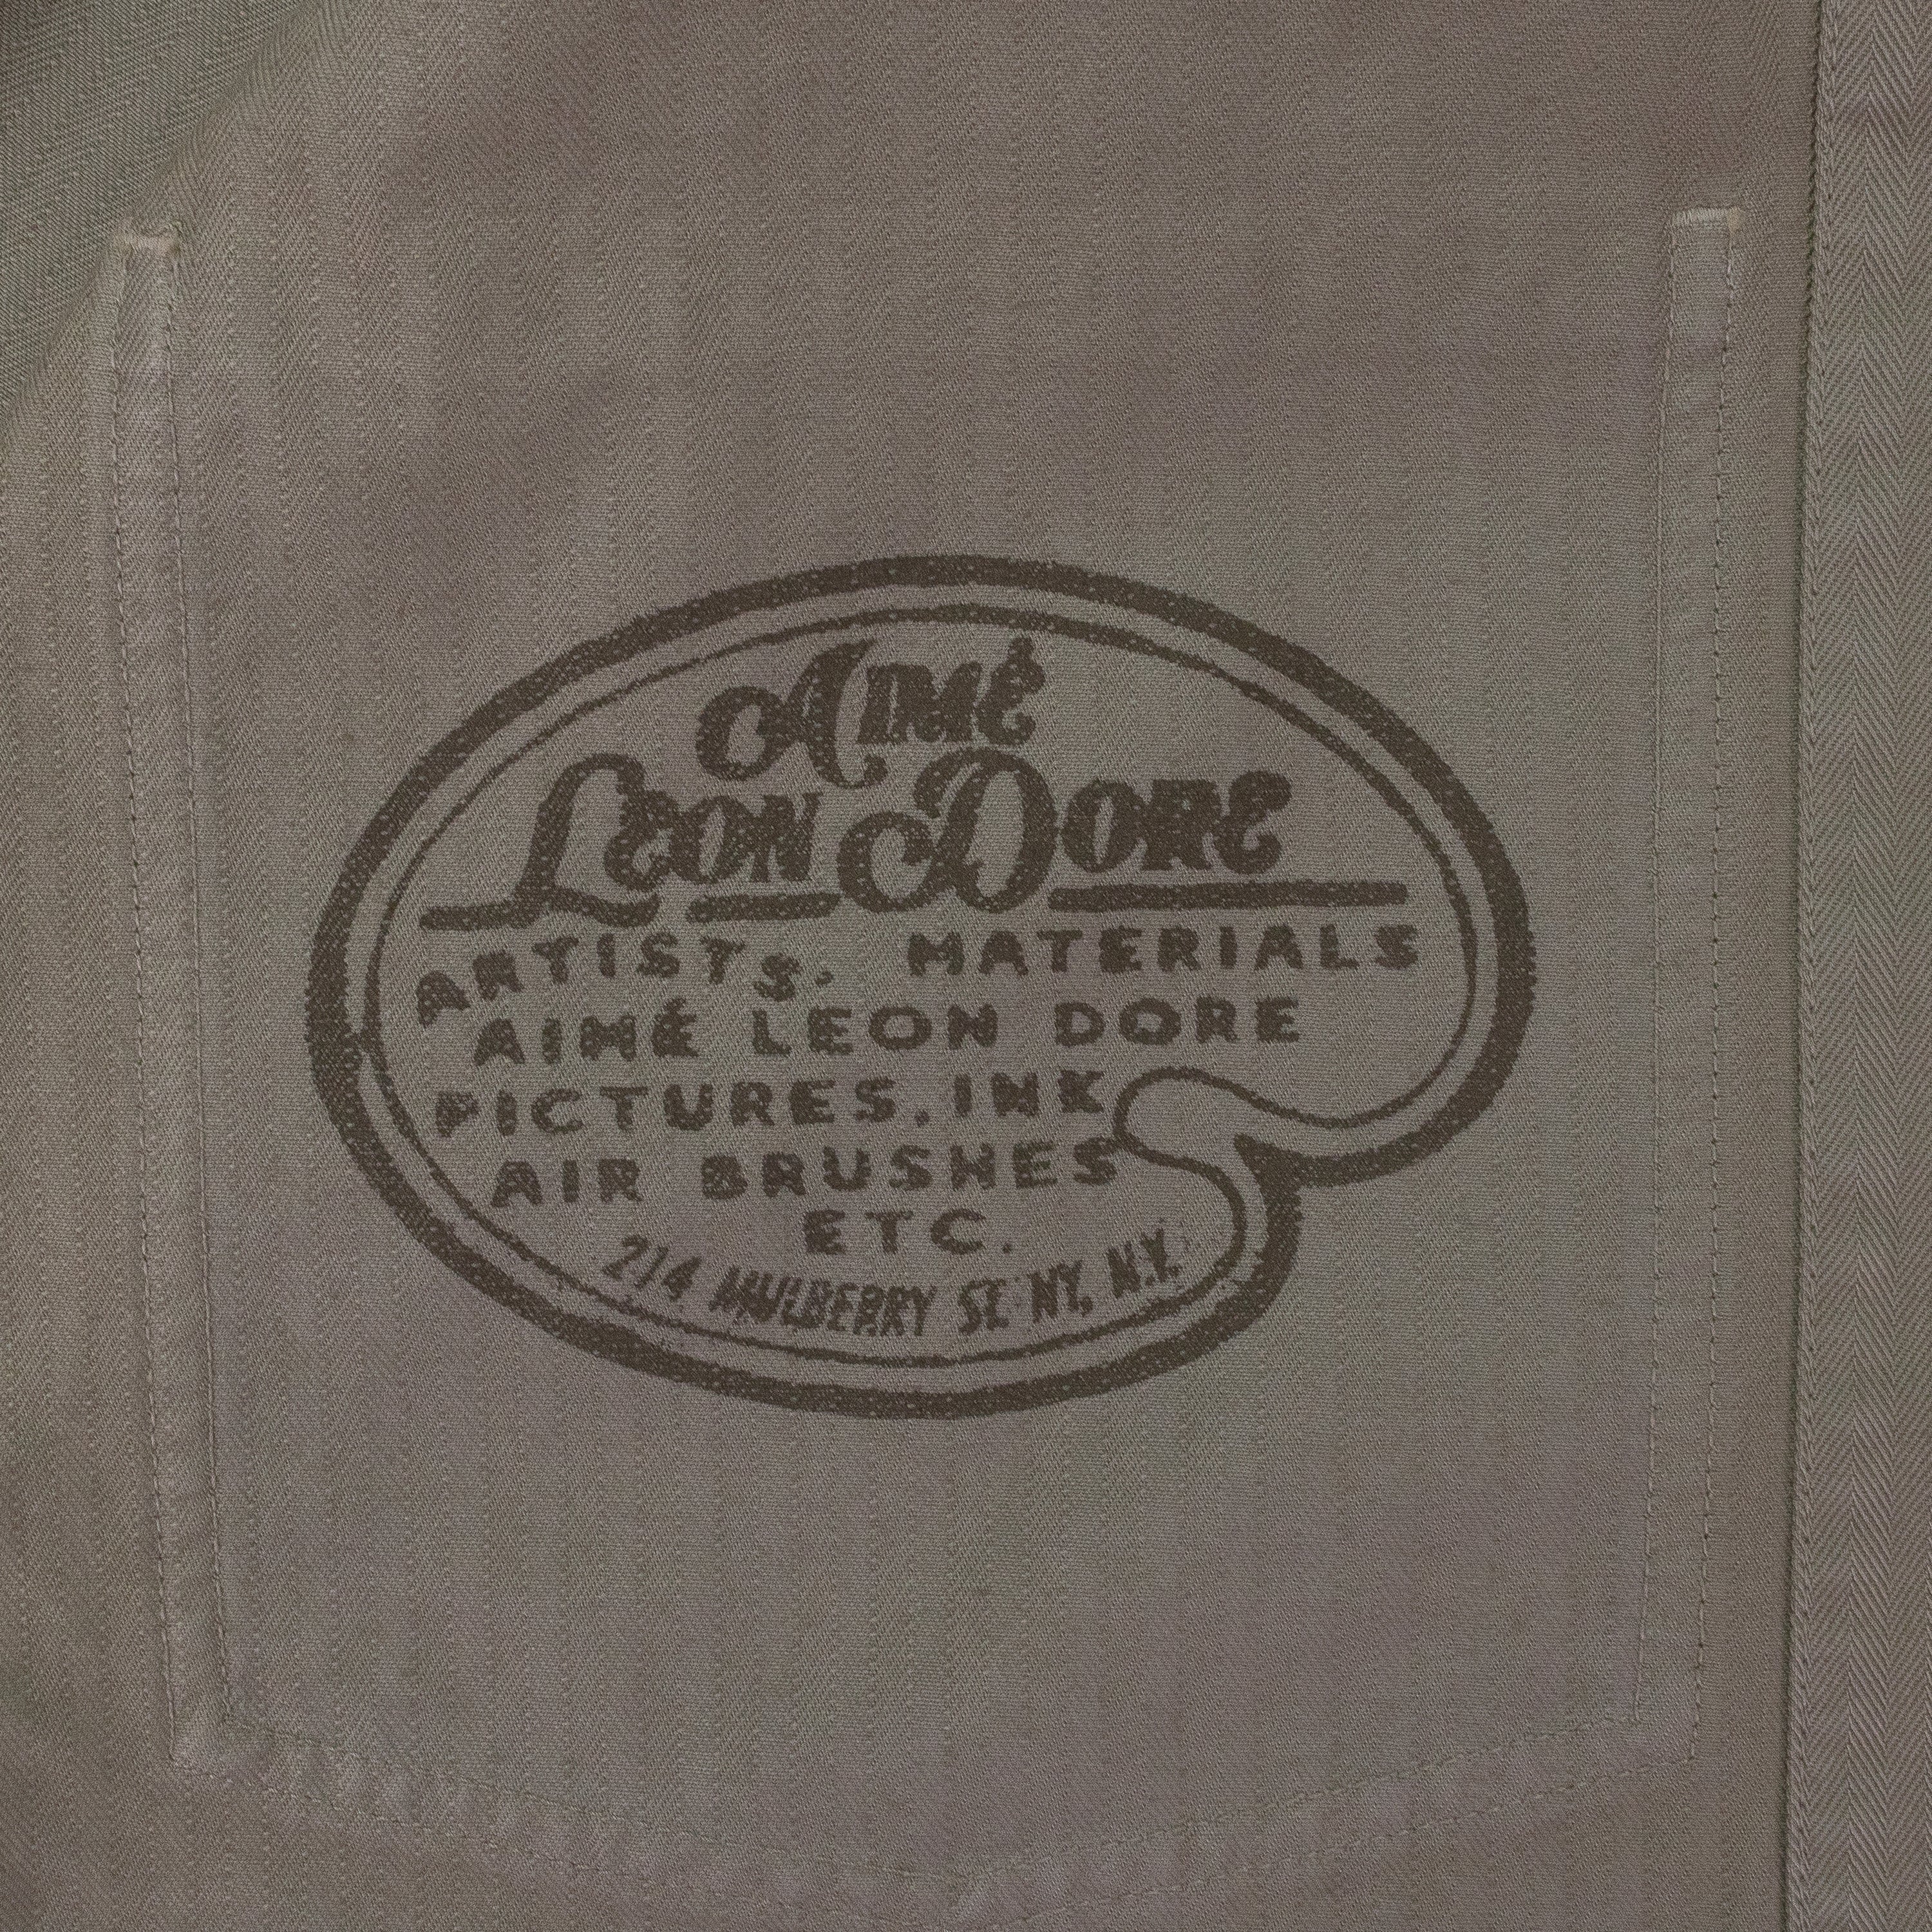 AIMÉ
LEON DORE
ARTISTS. MATERIALS
AIMÉ LEON DORE
PICTURES, INK
AIR BRUSHES
ETC.
214 MULBERRY ST. NY, N.Y.